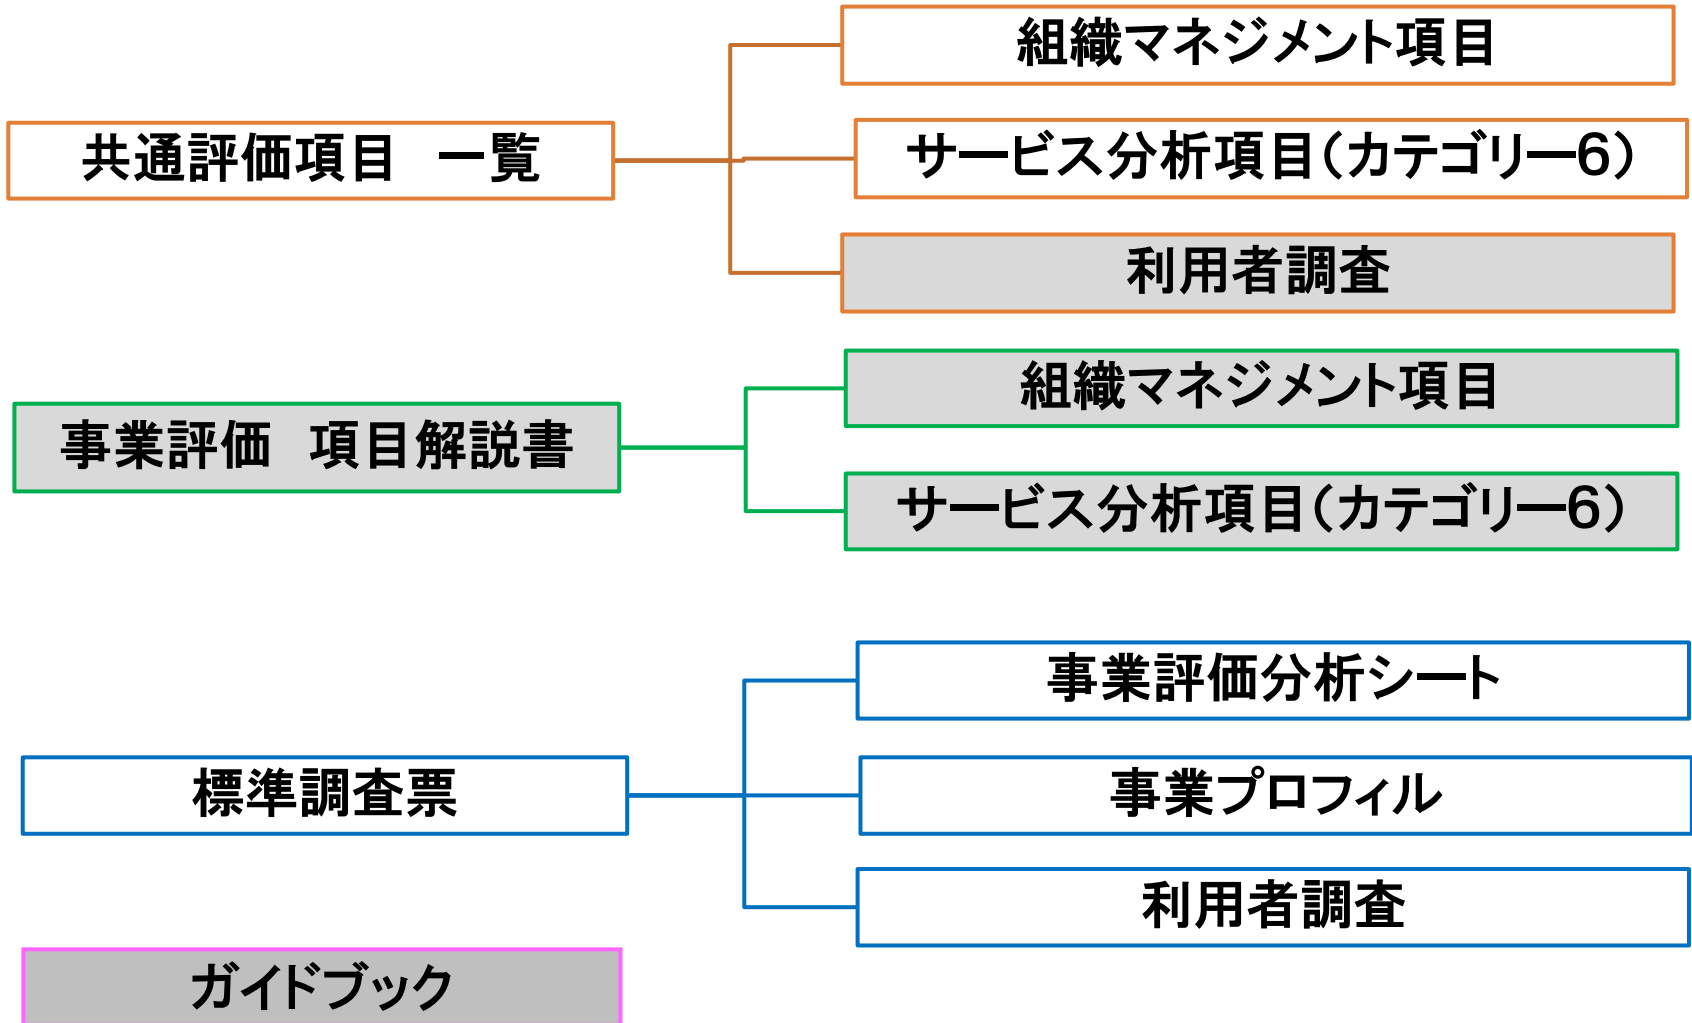 共通評価項目　一覧
組織マネジメント項目
サービス分析項目（カテゴリー６）
利用者調査
事業評価　項目解説書
組織マネジメント項目
サービス分析項目（カテゴリー６）
標準調査票
事業評価分析シート
事業プロフィル
利用者調査
ガイドブック